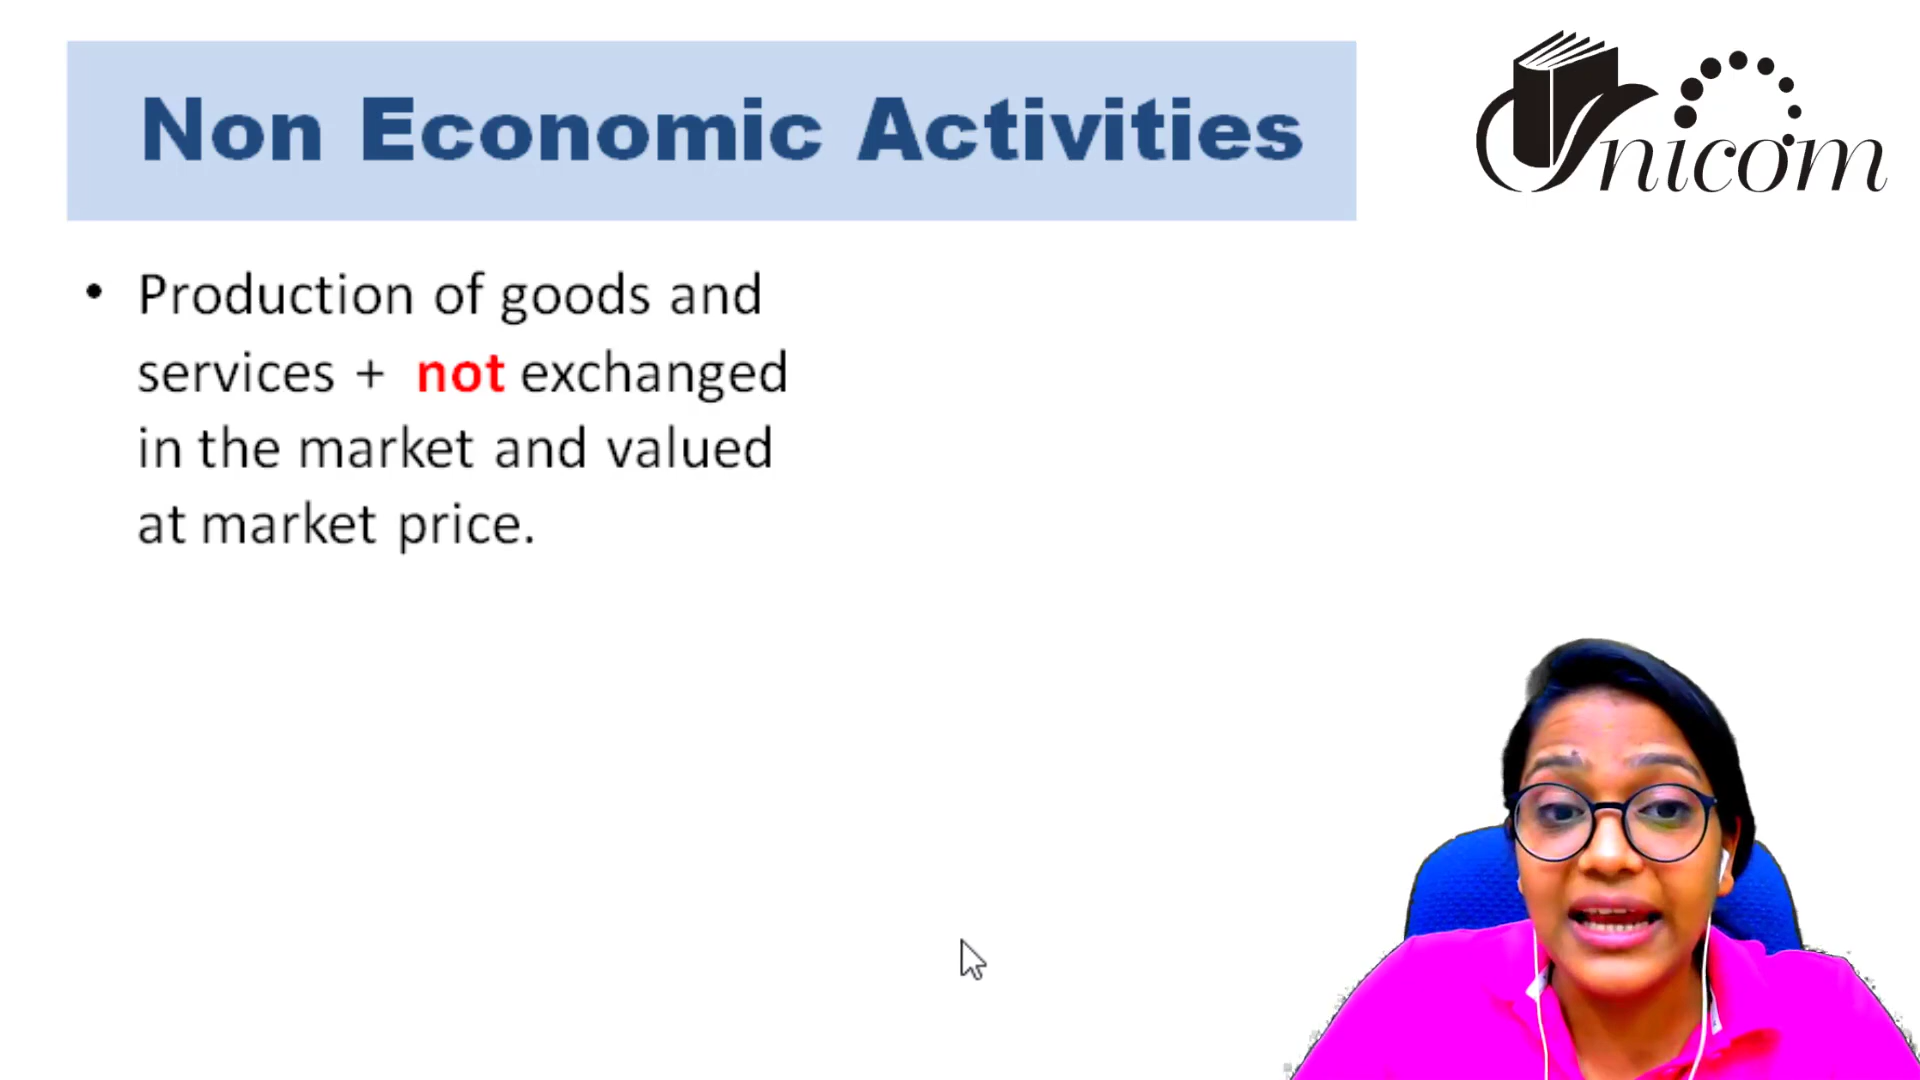 Non Economic Activities
Unicom
• Production of goods and
services + not exchanged
in the market and valued
at market price.